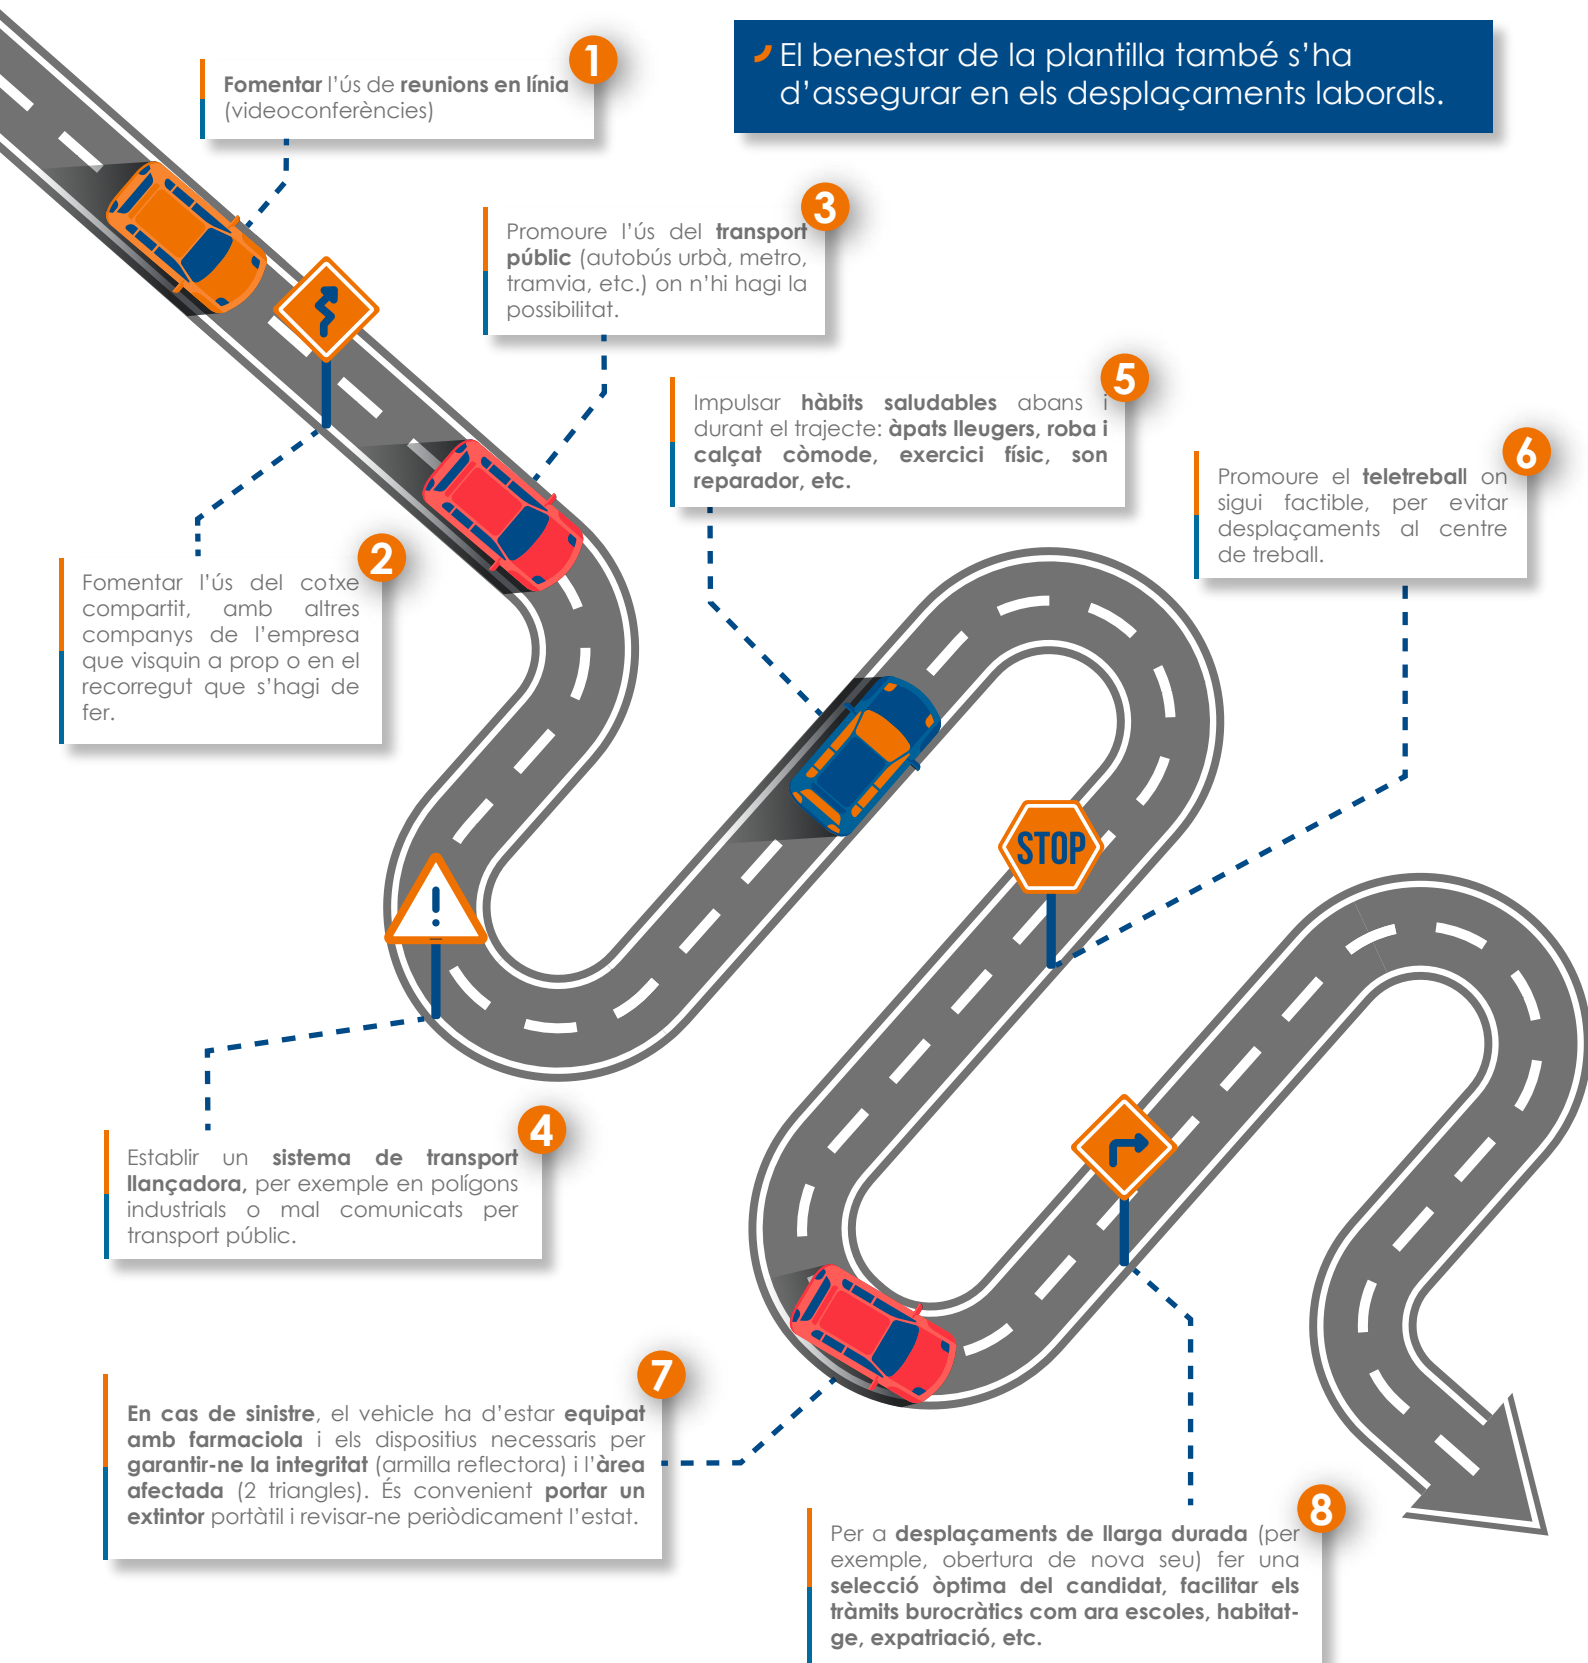 El benestar de la plantilla també s'ha
d'assegurar en els desplaçaments laborals.
1
Fomentar l'ús de reunions en línia
(videoconferències)
2
Fomentar l'ús del cotxe
compartit, amb altres
companys de l'empresa
que visquin a prop o en el
recorregut que s'hagi de
fer.
3
Promoure l'ús del transport
públic (autobús urbà, metro,
tramvia, etc.) on n'hi hagi la
possibilitat.
4
Establir un sistema de transport
llançadora, per exemple en polígons
industrials o mal comunicats per
transport públic.
5
Impulsar hàbits saludables abans i
durant el trajecte: àpats lleugers, roba i
calçat còmode, exercici físic, son
reparador, etc.
6
Promoure el teletreball on
sigui factible, per evitar
desplaçaments al centre
de treball.
STOP
7
En cas de sinistre, el vehicle ha d'estar equipat
amb farmaciola i els dispositius necessaris per
garantir-ne la integritat (armilla reflectora) i l'àrea
afectada (2 triangles). És convenient portar un
extintor portàtil i revisar-ne periòdicament l'estat.
8
Per a desplaçaments de llarga durada (per
exemple, obertura de nova seu) fer una
selecció òptima del candidat, facilitar els
tràmits burocràtics com ara escoles, habitat-
ge, expatriació, etc.